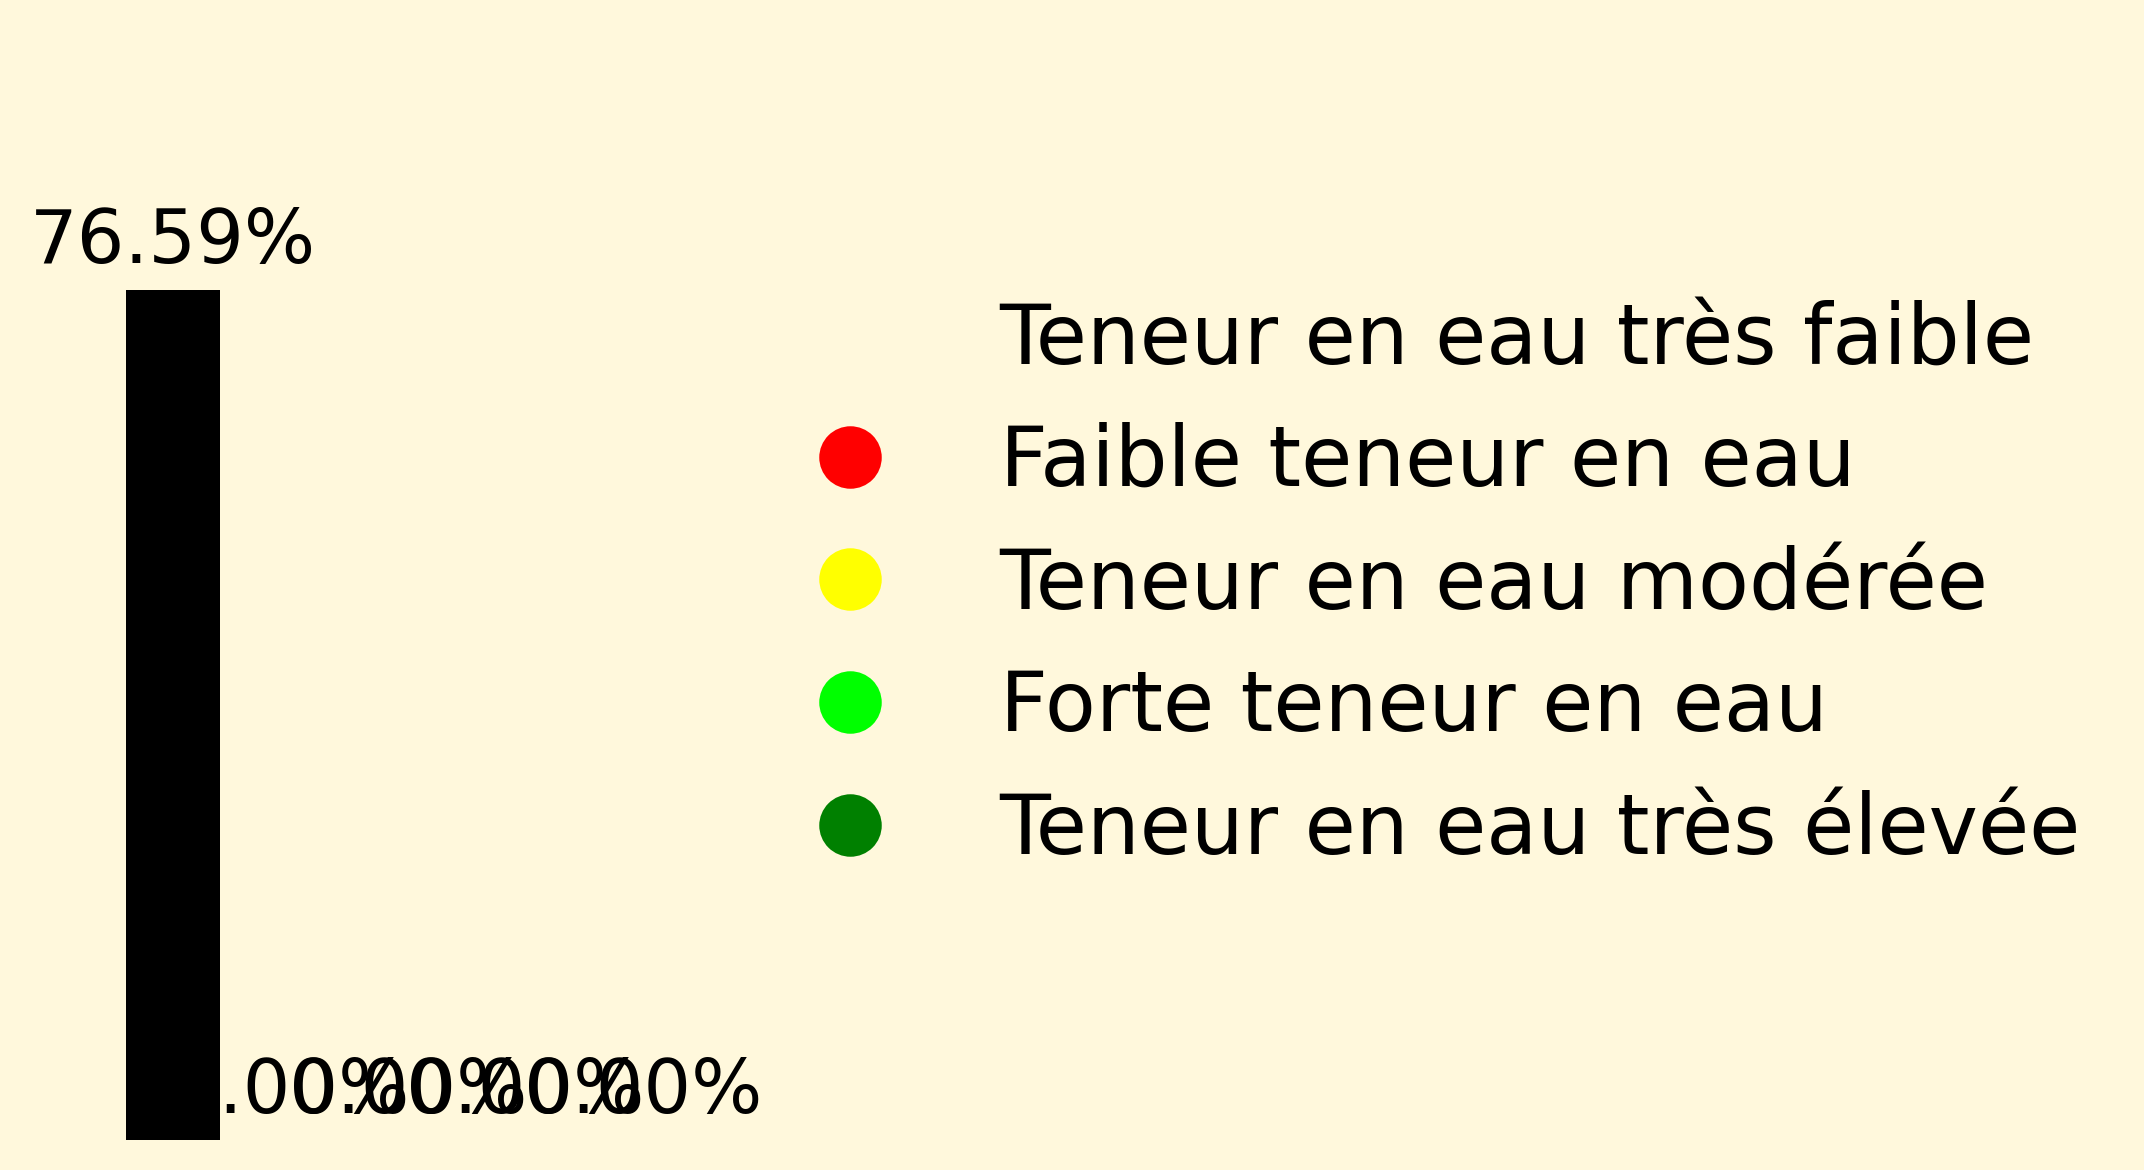 76.59%
Teneur en eau très faible
Faible teneur en eau
Teneur en eau modérée
Forte teneur en eau
Teneur en eau très élevée